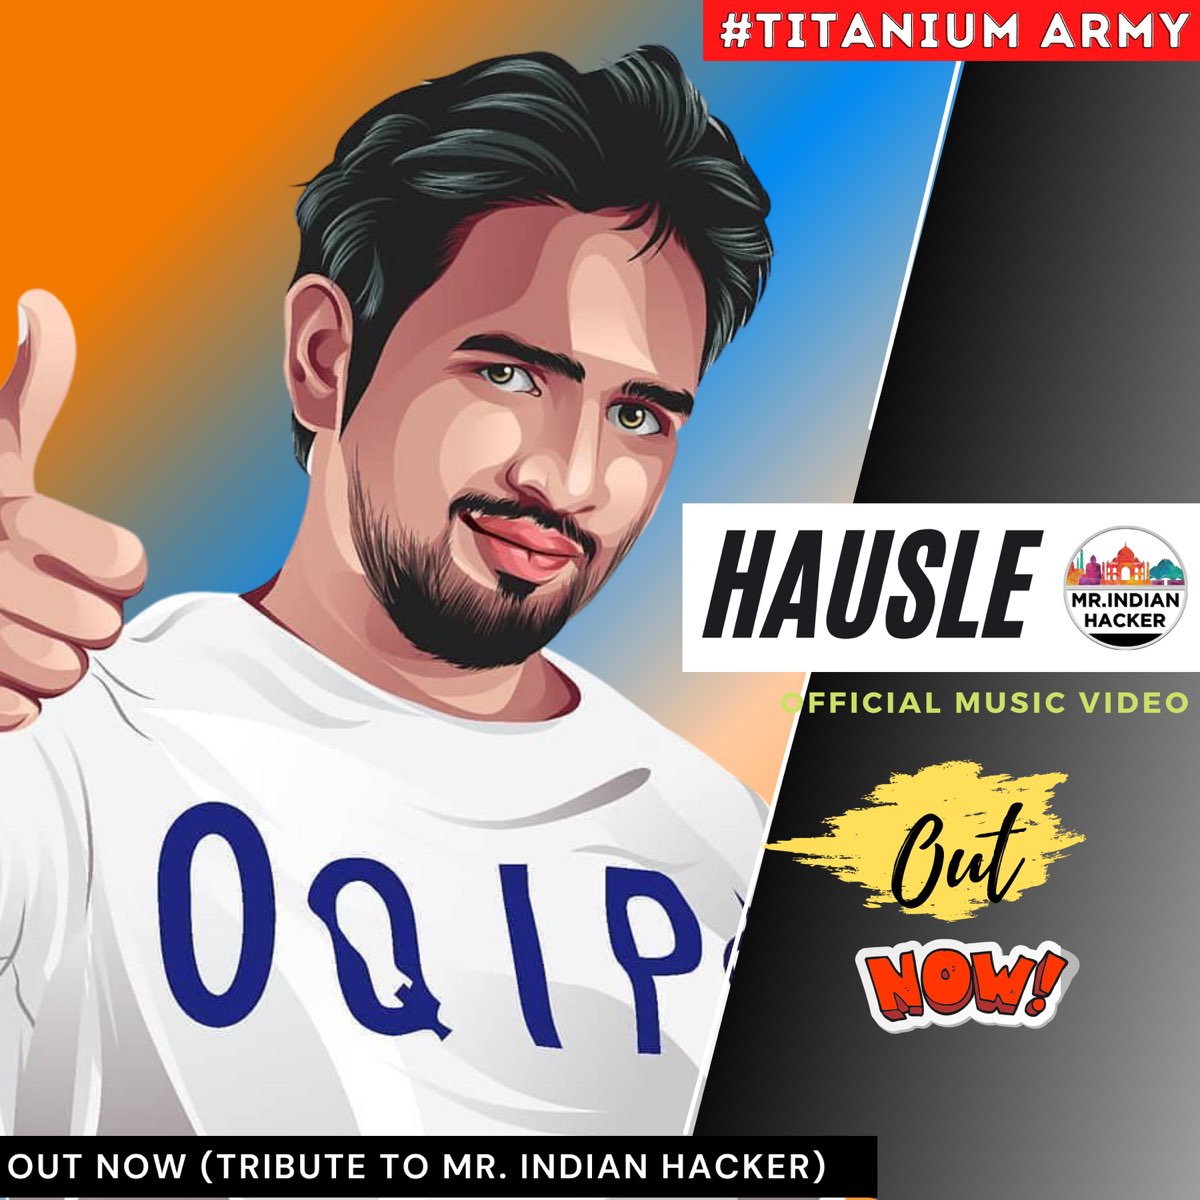 #TITANIUM ARMY
HAUSLE
MR.INDIAN
HACKER
OFFICIAL MUSIC VIDEO
Out
NOW!
OQIP
OUT NOW (TRIBUTE TO MR. INDIAN HACKER)